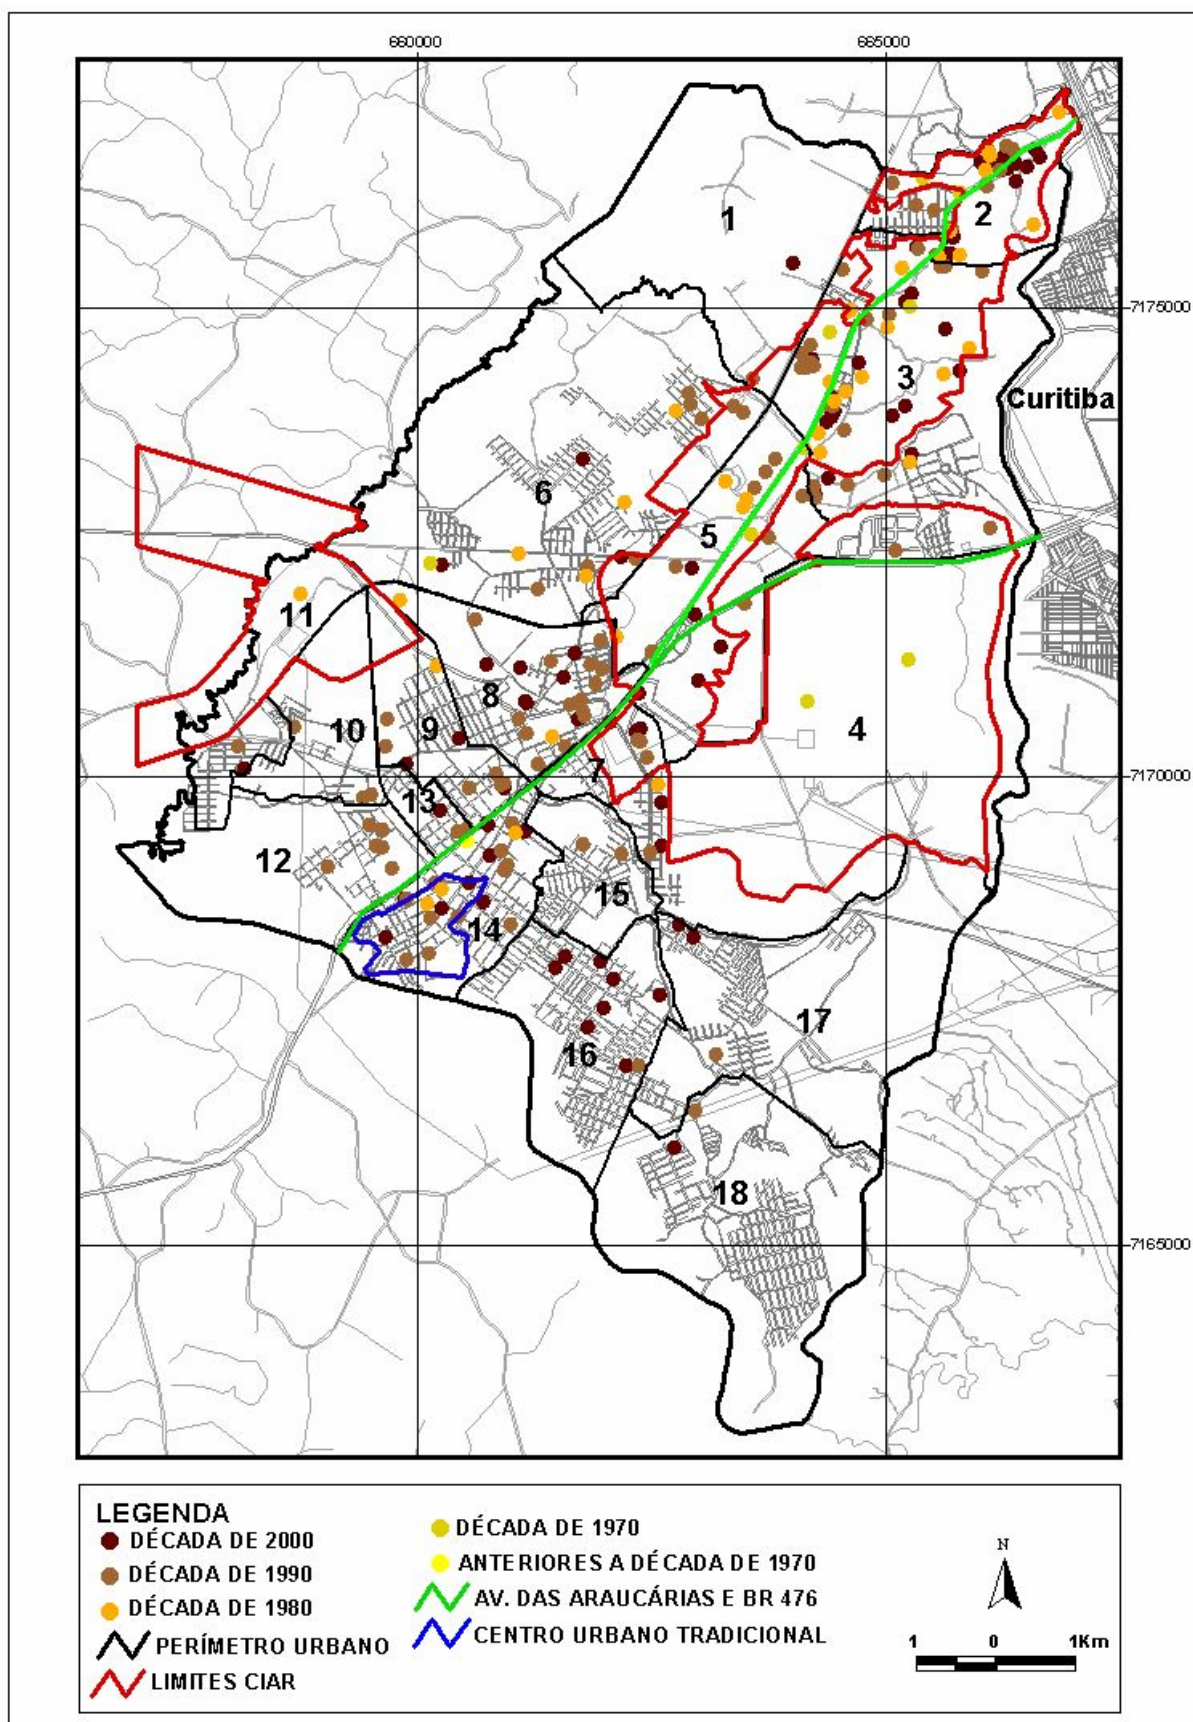 660000 665000
1
2
7175000
3
Curitiba
6
5
11
8
10 9 4
7
7170000
13
12
15
14
17
16
18
7165000
LEGENDA
DÉCADA DE 2000
DÉCADA DE 1990
DÉCADA DE 1980
PERÍMETRO URBANO
LIMITES CIAR
DÉCADA DE 1970
ANTERIORES A DÉCADA DE 1970
AV. DAS ARAUCÁRIAS E BR 476
CENTRO URBANO TRADICIONAL
N
1 0 1Km